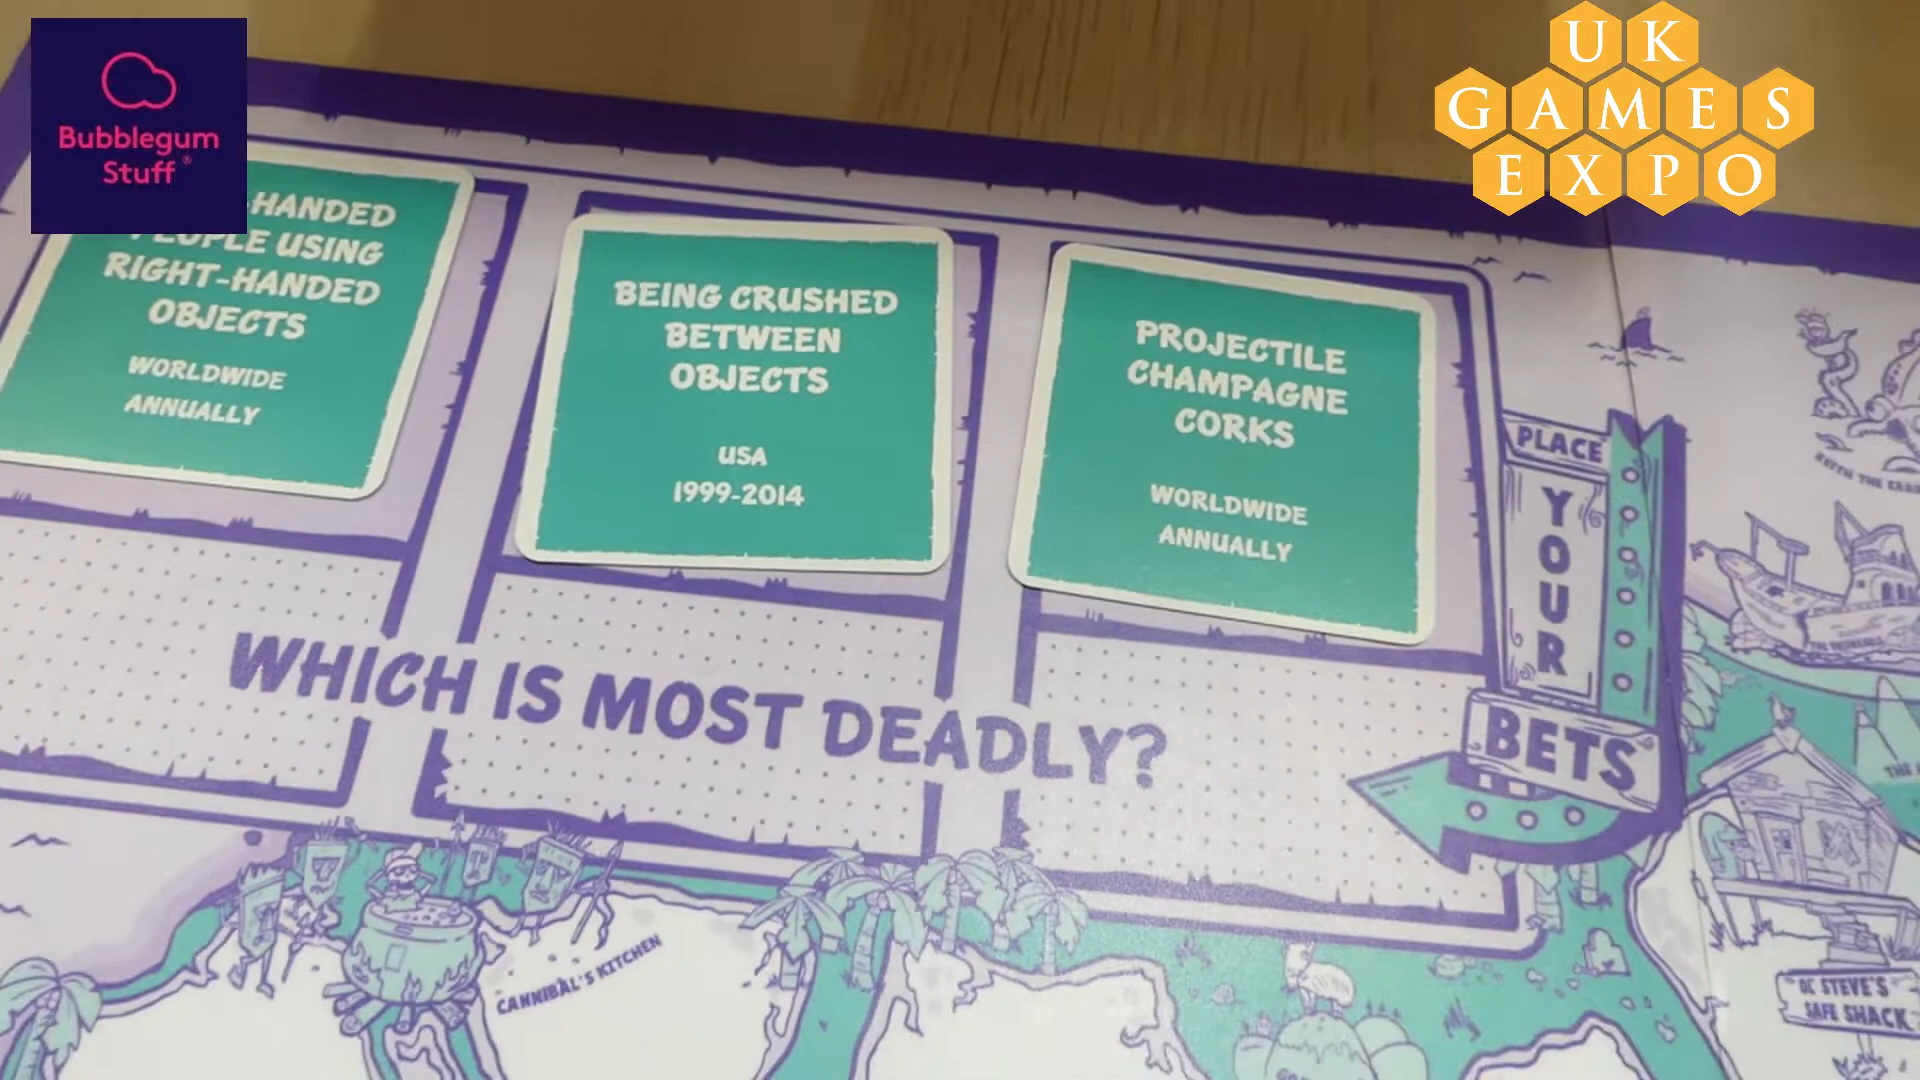 Bubblegum
Stuff
UK
GAMES
EXPO
-HANDED
PEOPLE USING
RIGHT-HANDED
OBJECTS
WORLDWIDE
ANNUALLY
BEING CRUSHED
BETWEEN
OBJECTS
USA
1999-2014
PROJECTILE
CHAMPAGNE
CORKS
WORLDWIDE
ANNUALLY
WHICH IS MOST DEADLY?
PLACE
YOUR
BETS
CANNIBAL'S KITCHEN
OL' STEVE'S
SAFE SHACK